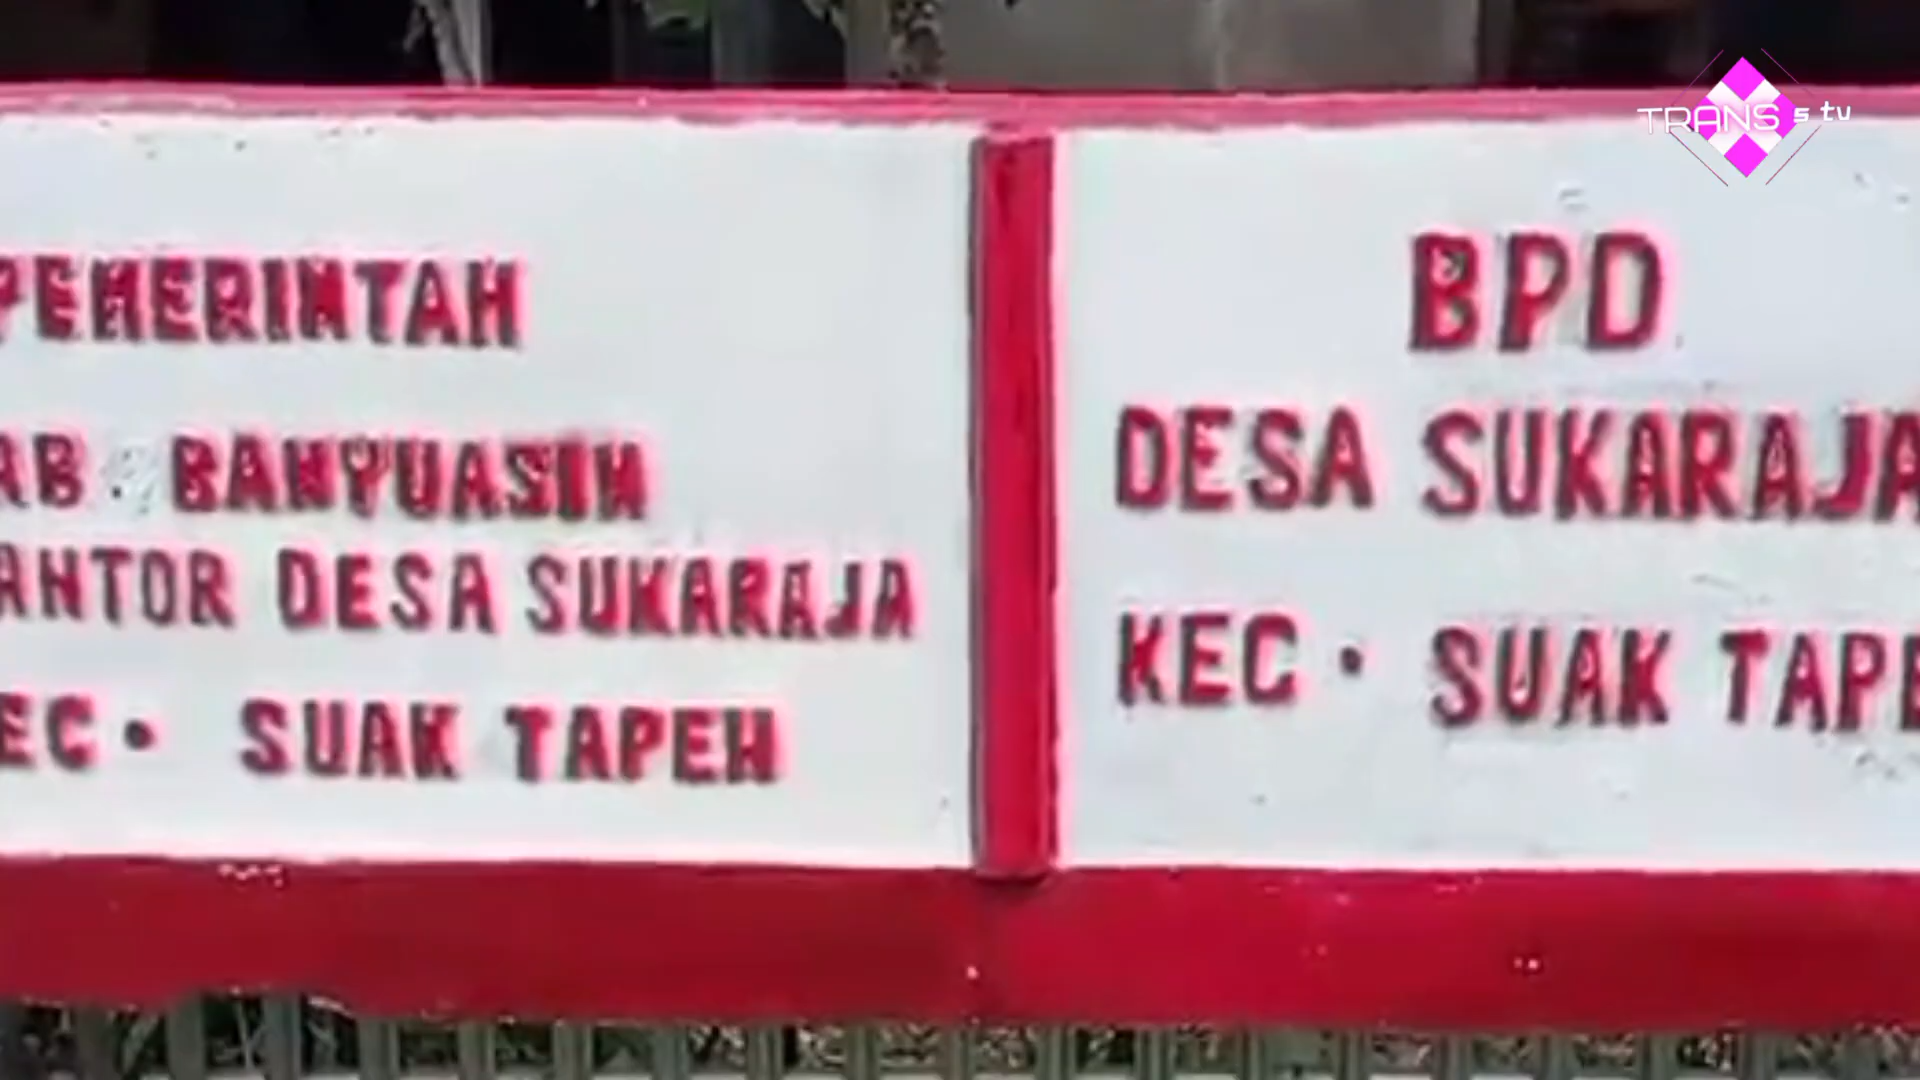 PEMERINTAH
AB. BANYUASIN
ANTOR DESA SUKARAJA
EC. SUAK TAPEH
BPD
DESA SUKARAJA
KEC. SUAK TAPE
TRANS s tv